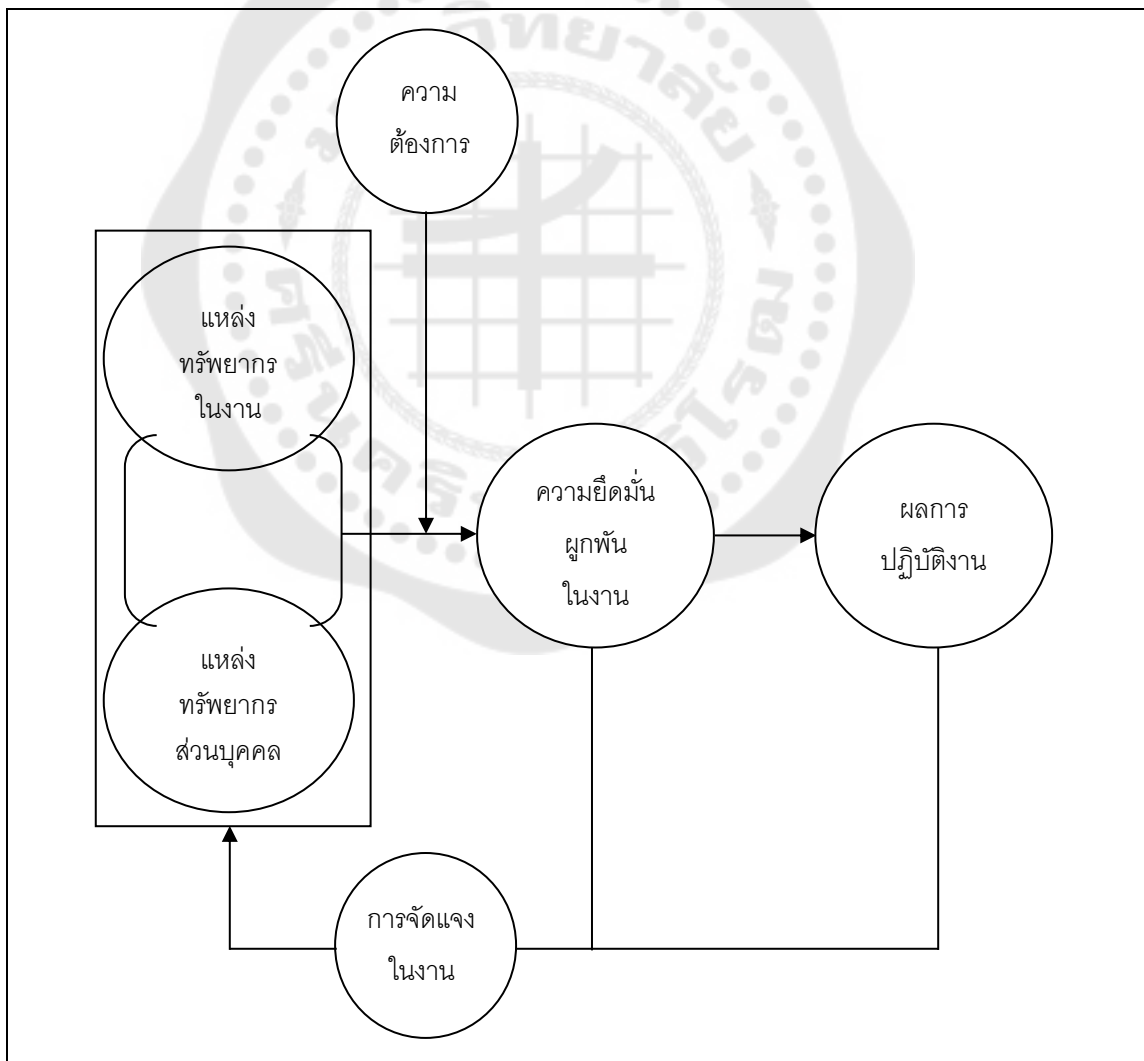 ความ
ต้องการ
แหล่ง
ทรัพยากร
ในงาน
ความยึดมั่น
ผูกพัน
ในงาน
ผลการ
ปฏิบัติงาน
แหล่ง
ทรัพยากร
ส่วนบุคคล
การจัดแจง
ในงาน